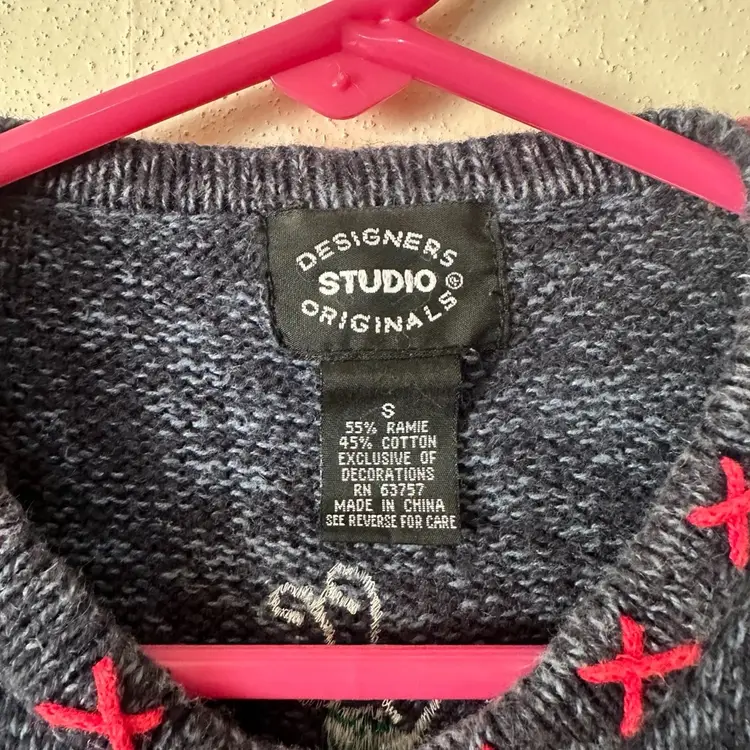 DESIGNERS
STUDIO®
ORIGINALS
S
55% RAMIE
45% COTTON
EXCLUSIVE OF
DECORATIONS
RN 63757
MADE IN CHINA
SEE REVERSE FOR CARE